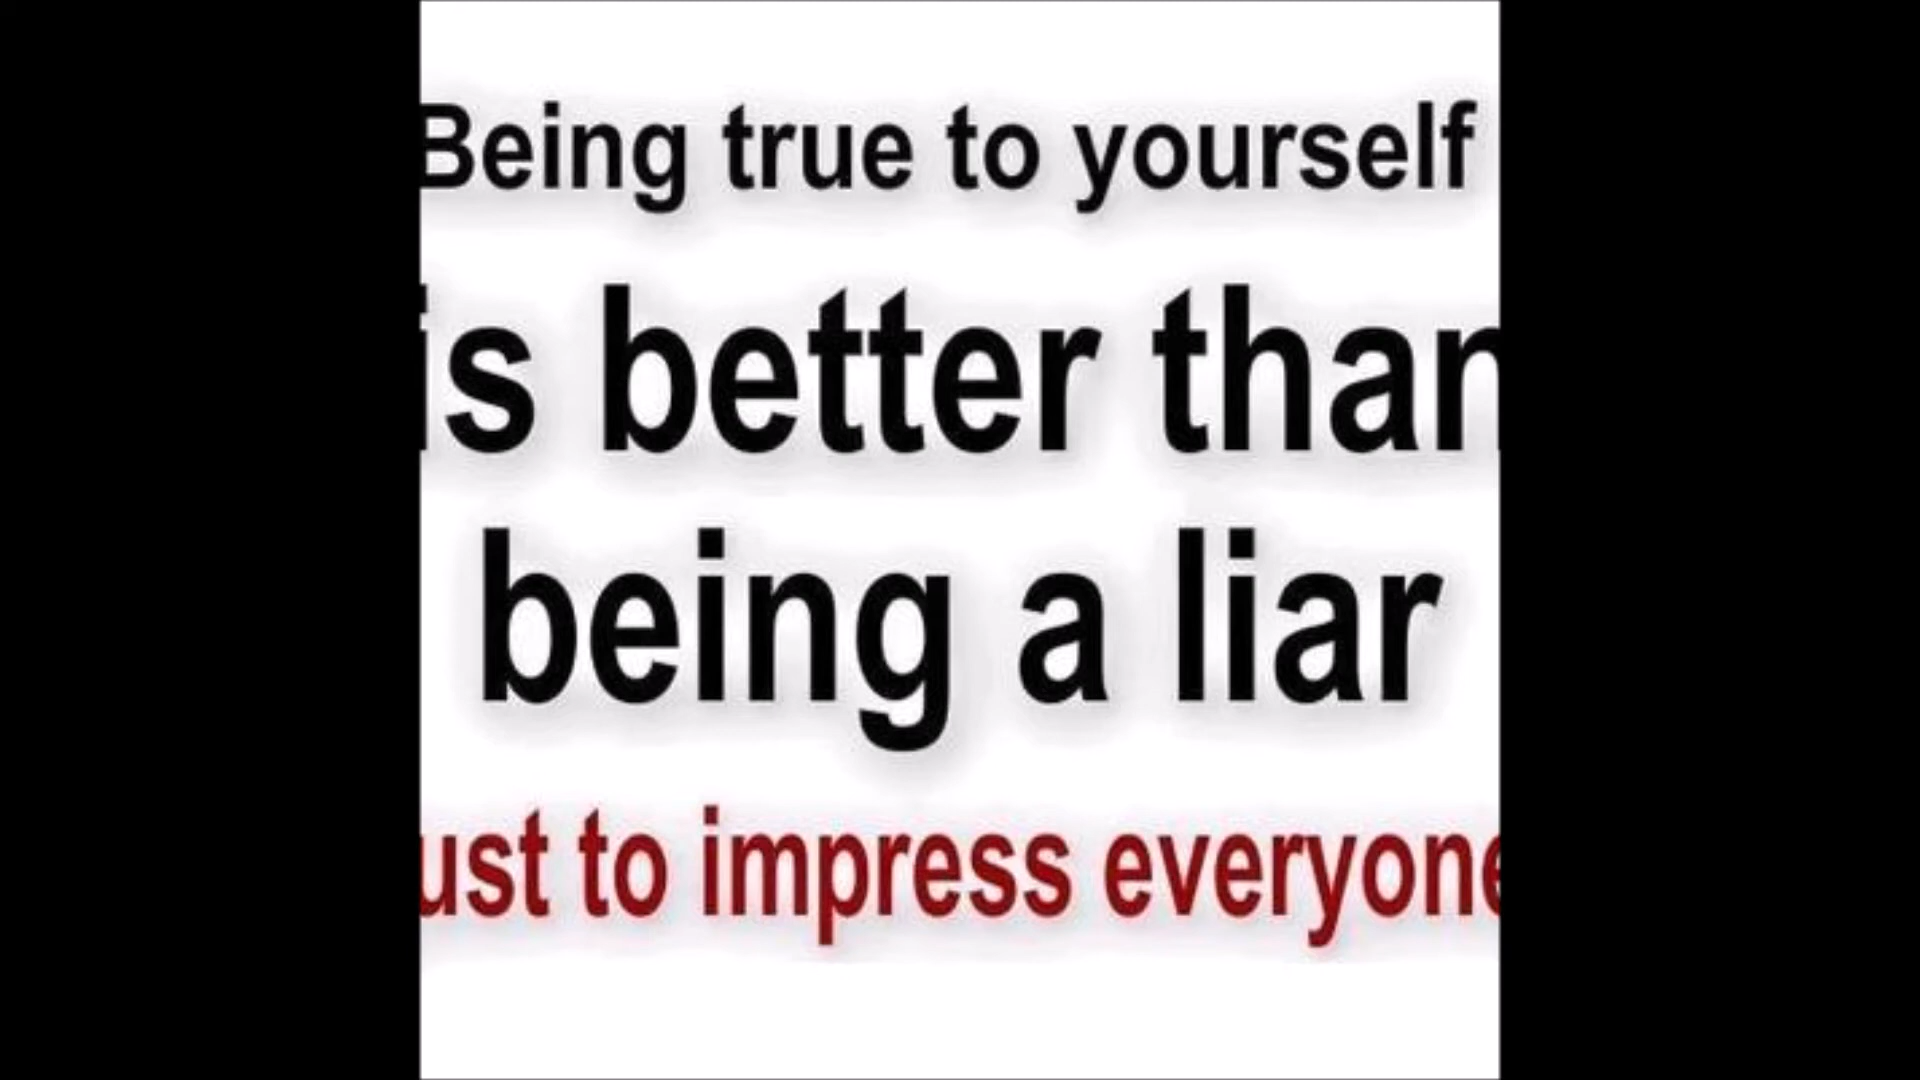 Being true to yourself
is better than
being a liar
ust to impress everyone